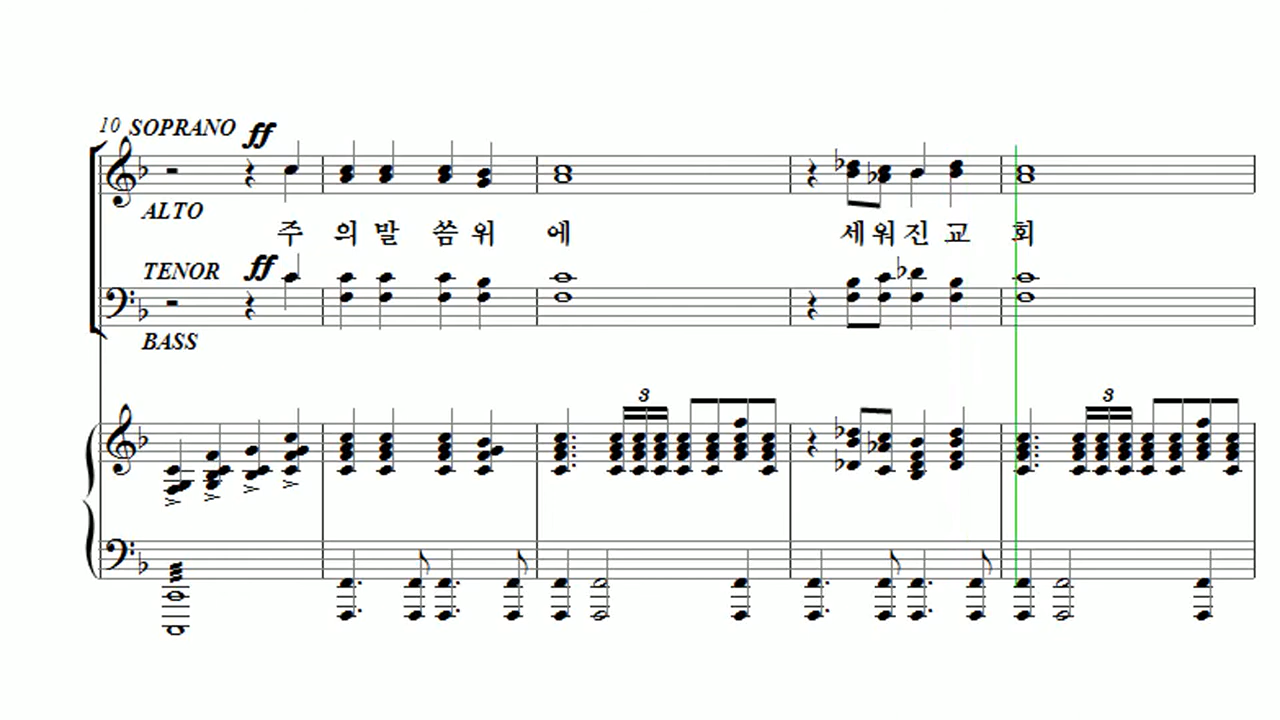 10 SOPRANO ff
ALTO
주 의 말 씀 위 에 세 워 진 교 회
TENOR ff
BASS
3 3